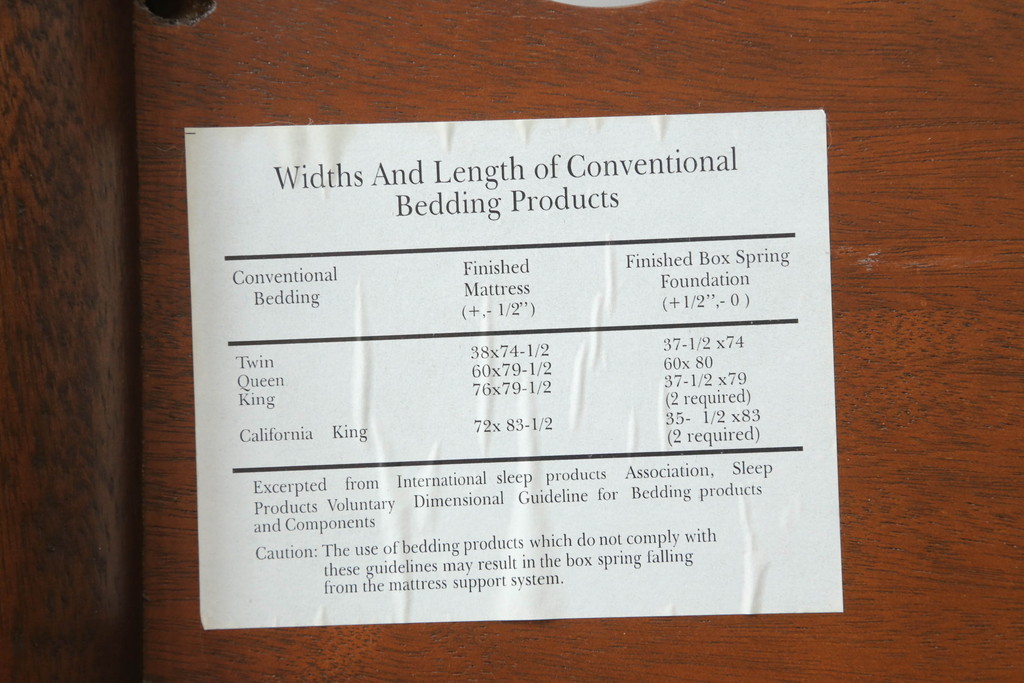 Widths And Length of Conventional
Bedding Products
Conventional
Bedding
Finished
Mattress
(+,- 1/2”)
Finished Box Spring
Foundation
(+1/2”,- 0 )
Twin 38x74-1/2 37-1/2 x74
Queen 60x79-1/2 60x 80
King 76x79-1/2 37-1/2 x79
(2 required)
California King 72x 83-1/2 35- 1/2 x83
(2 required)
Excerpted from International sleep products Association, Sleep
Products Voluntary Dimensional Guideline for Bedding products
and Components
Caution: The use of bedding products which do not comply with
these guidelines may result in the box spring falling
from the mattress support system.